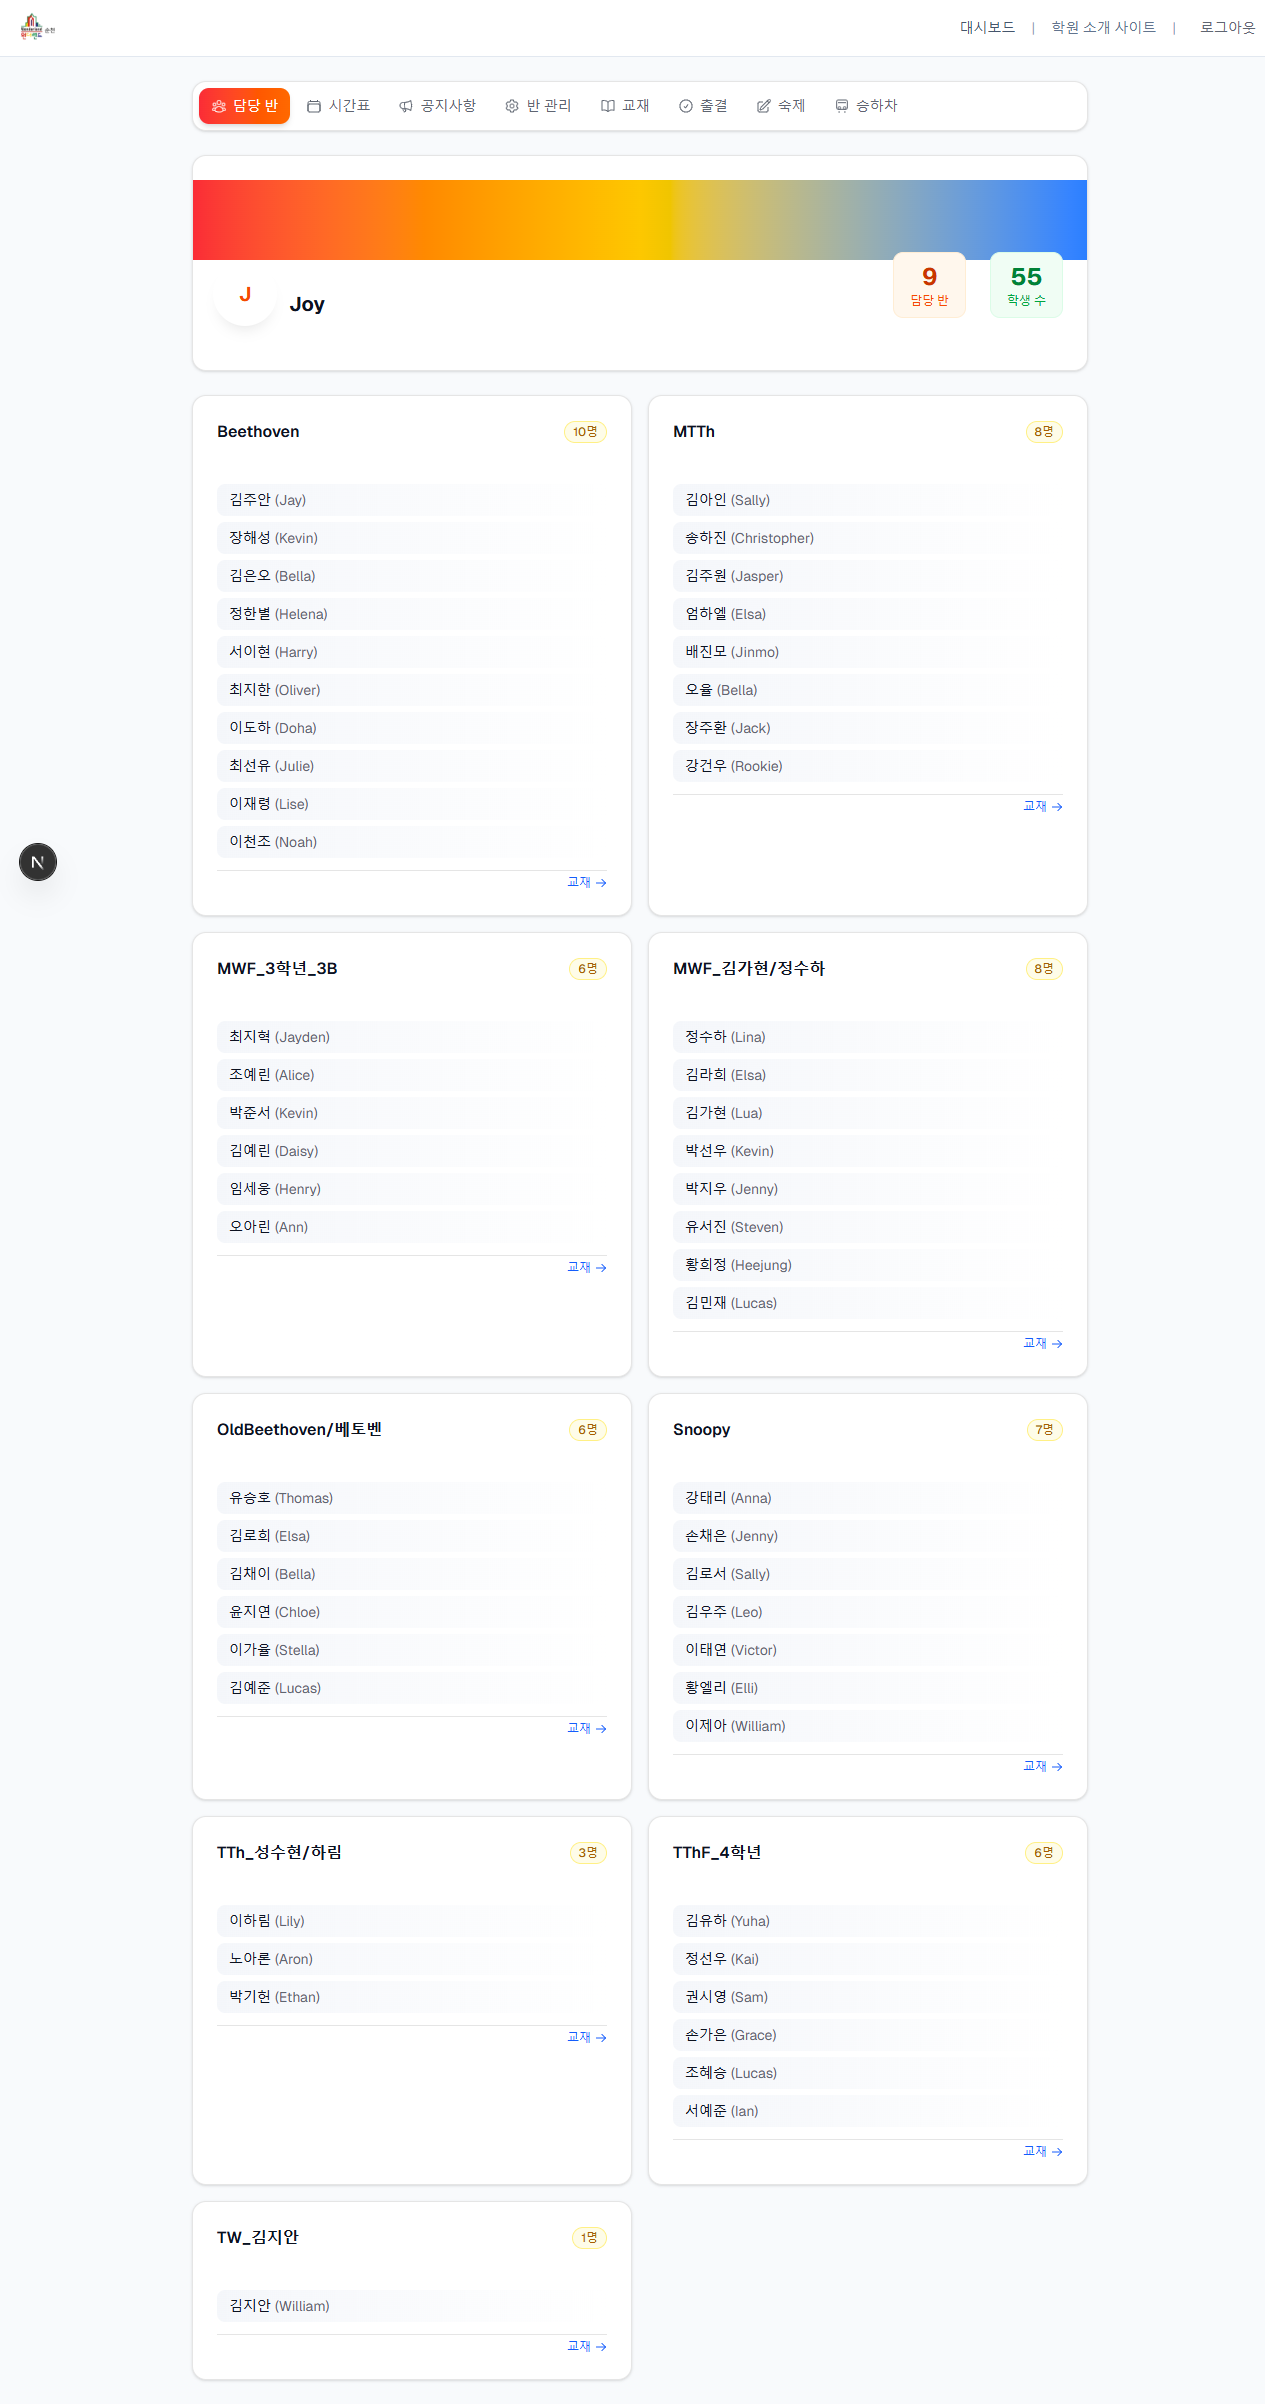 Wonderland 순천
원더랜드
대시보드 | 학원 소개 사이트 | 로그아웃
담당 반 시간표 공지사항 반 관리 교재 출결 숙제 승하차
J
Joy
9
담당 반
55
학생 수
Beethoven 10명
김주안 (Jay)
장해성 (Kevin)
김은오 (Bella)
정한별 (Helena)
서이현 (Harry)
최지한 (Oliver)
이도하 (Doha)
최선유 (Julie)
이재령 (Lise)
이천조 (Noah)
교재 →
MTTh 8명
김아인 (Sally)
송하진 (Christopher)
김주원 (Jasper)
엄하엘 (Elsa)
배진모 (Jinmo)
오율 (Bella)
장주환 (Jack)
강건우 (Rookie)
교재 →
N
MWF_3학년_3B 6명
최지혁 (Jayden)
조예린 (Alice)
박준서 (Kevin)
김예린 (Daisy)
임세웅 (Henry)
오아린 (Ann)
교재 →
MWF_김가현/정수하 8명
정수하 (Lina)
김라희 (Elsa)
김가현 (Lua)
박선우 (Kevin)
박지우 (Jenny)
유서진 (Steven)
황희정 (Heejung)
김민재 (Lucas)
교재 →
OldBeethoven/베토벤 6명
유승호 (Thomas)
김로희 (Elsa)
김채이 (Bella)
윤지연 (Chloe)
이가율 (Stella)
김예준 (Lucas)
교재 →
Snoopy 7명
강태리 (Anna)
손채은 (Jenny)
김로서 (Sally)
김우주 (Leo)
이태연 (Victor)
황엘리 (Elli)
이제아 (William)
교재 →
TTh_성수현/하림 3명
이하림 (Lily)
노아론 (Aron)
박기헌 (Ethan)
교재 →
TThF_4학년 6명
김유하 (Yuha)
정선우 (Kai)
권시영 (Sam)
손가은 (Grace)
조혜승 (Lucas)
서예준 (Ian)
교재 →
TW_김지안 1명
김지안 (William)
교재 →